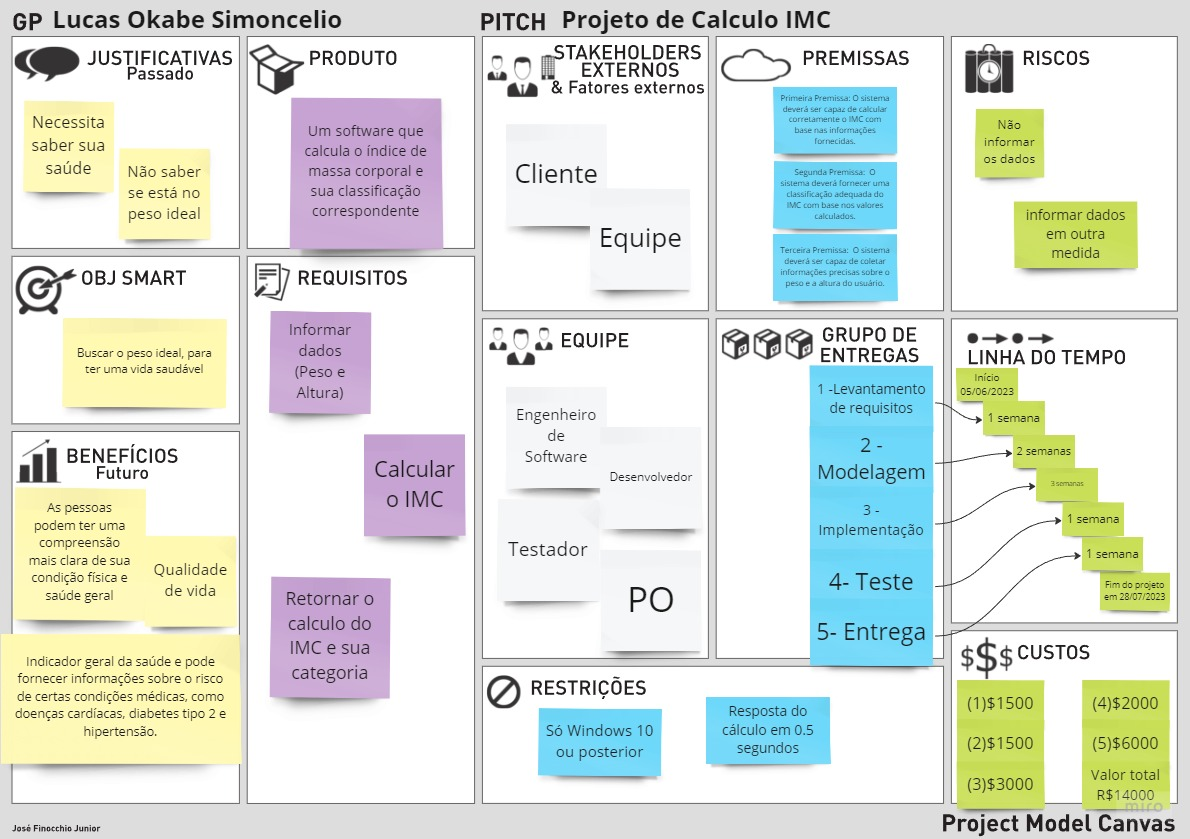 GP Lucas Okabe Simoncelio
PITCH Projeto de Calculo IMC
JUSTIFICATIVAS
Passado
Necessita
saber sua
saúde
Não saber
se está no
peso ideal
PRODUTO
Um software que
calcula o índice de
massa corporal e
sua classificação
correspondente
STAKEHOLDERS
EXTERNOS
& Fatores externos
Cliente
Equipe
PREMISSAS
Primeira Premissa: O sistema
deverá ser capaz de calcular
corretamente o IMC com
base nas informações
fornecidas.
Segunda Premissa: O
sistema deverá fornecer uma
classificação adequada do
IMC com base nos valores
calculados.
Terceira Premissa: O sistema
deverá ser capaz de coletar
informações precisas sobre o
peso e a altura do usuário.
RISCOS
Não
informar
os dados
informar dados
em outra
medida
OBJ SMART
Buscar o peso ideal, para
ter uma vida saudável
REQUISITOS
Informar
dados
(Peso e
Altura)
Calcular
o IMC
Retornar o
calculo do
IMC e sua
categoria
EQUIPE
Engenheiro
de
Software
Desenvolvedor
Testador
PO
GRUPO DE
ENTREGAS
1 -Levantamento
de requisitos
2 -
Modelagem
3 -
Implementação
4- Teste
5- Entrega
LINHA DO TEMPO
Início
05/06/2023
1 semana
2 semanas
3 semanas
1 semana
1 semana
Fim do projeto
em 28/07/2023
BENEFÍCIOS
Futuro
As pessoas
podem ter uma
compreensão
mais clara de sua
condição física e
saúde geral
Qualidade
de vida
Indicador geral da saúde e pode
fornecer informações sobre o risco
de certas condições médicas, como
doenças cardíacas, diabetes tipo 2 e
hipertensão.
RESTRIÇÕES
Só Windows 10
ou posterior
Resposta do
cálculo em 0.5
segundos
$$$ CUSTOS
(1)$1500
(2)$1500
(3)$3000
(4)$2000
(5)$6000
Valor total
R$14000
miro
José Finocchio Junior
Project Model Canvas